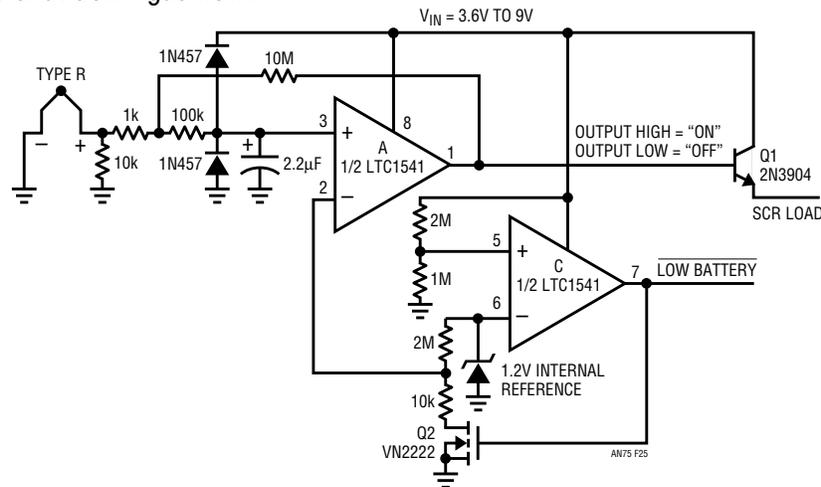 V_IN = 3.6V TO 9V
1N457
10M
TYPE R
1k
100k
3
+
8
A
1
1/2 LTC1541
OUTPUT HIGH = “ON”
OUTPUT LOW = “OFF”
Q1
2N3904
–
+
10k
1N457
+
2.2µF
2
–
SCR LOAD
2M
5
+
C
7
1/2 LTC1541
LOW BATTERY
1M
6
–
2M
1.2V INTERNAL
REFERENCE
10k
Q2
VN2222
AN75 F25